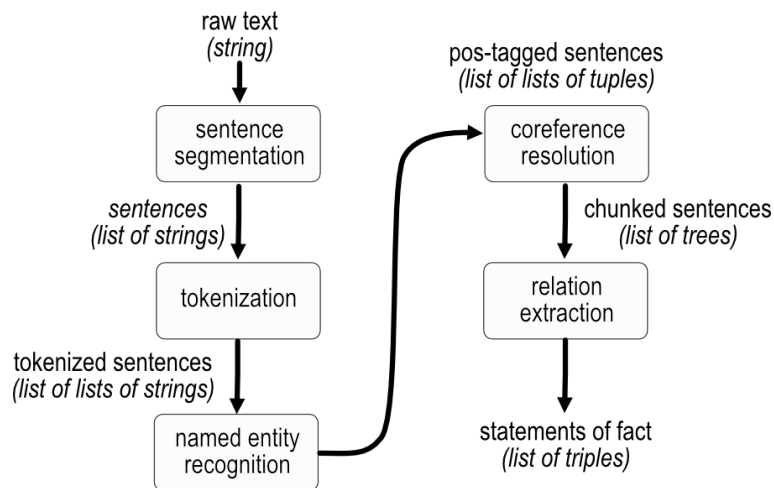 raw text
(string)
sentence
segmentation
sentences
(list of strings)
tokenization
tokenized sentences
(list of lists of strings)
named entity
recognition
pos-tagged sentences
(list of lists of tuples)
coreference
resolution
chunked sentences
(list of trees)
relation
extraction
statements of fact
(list of triples)